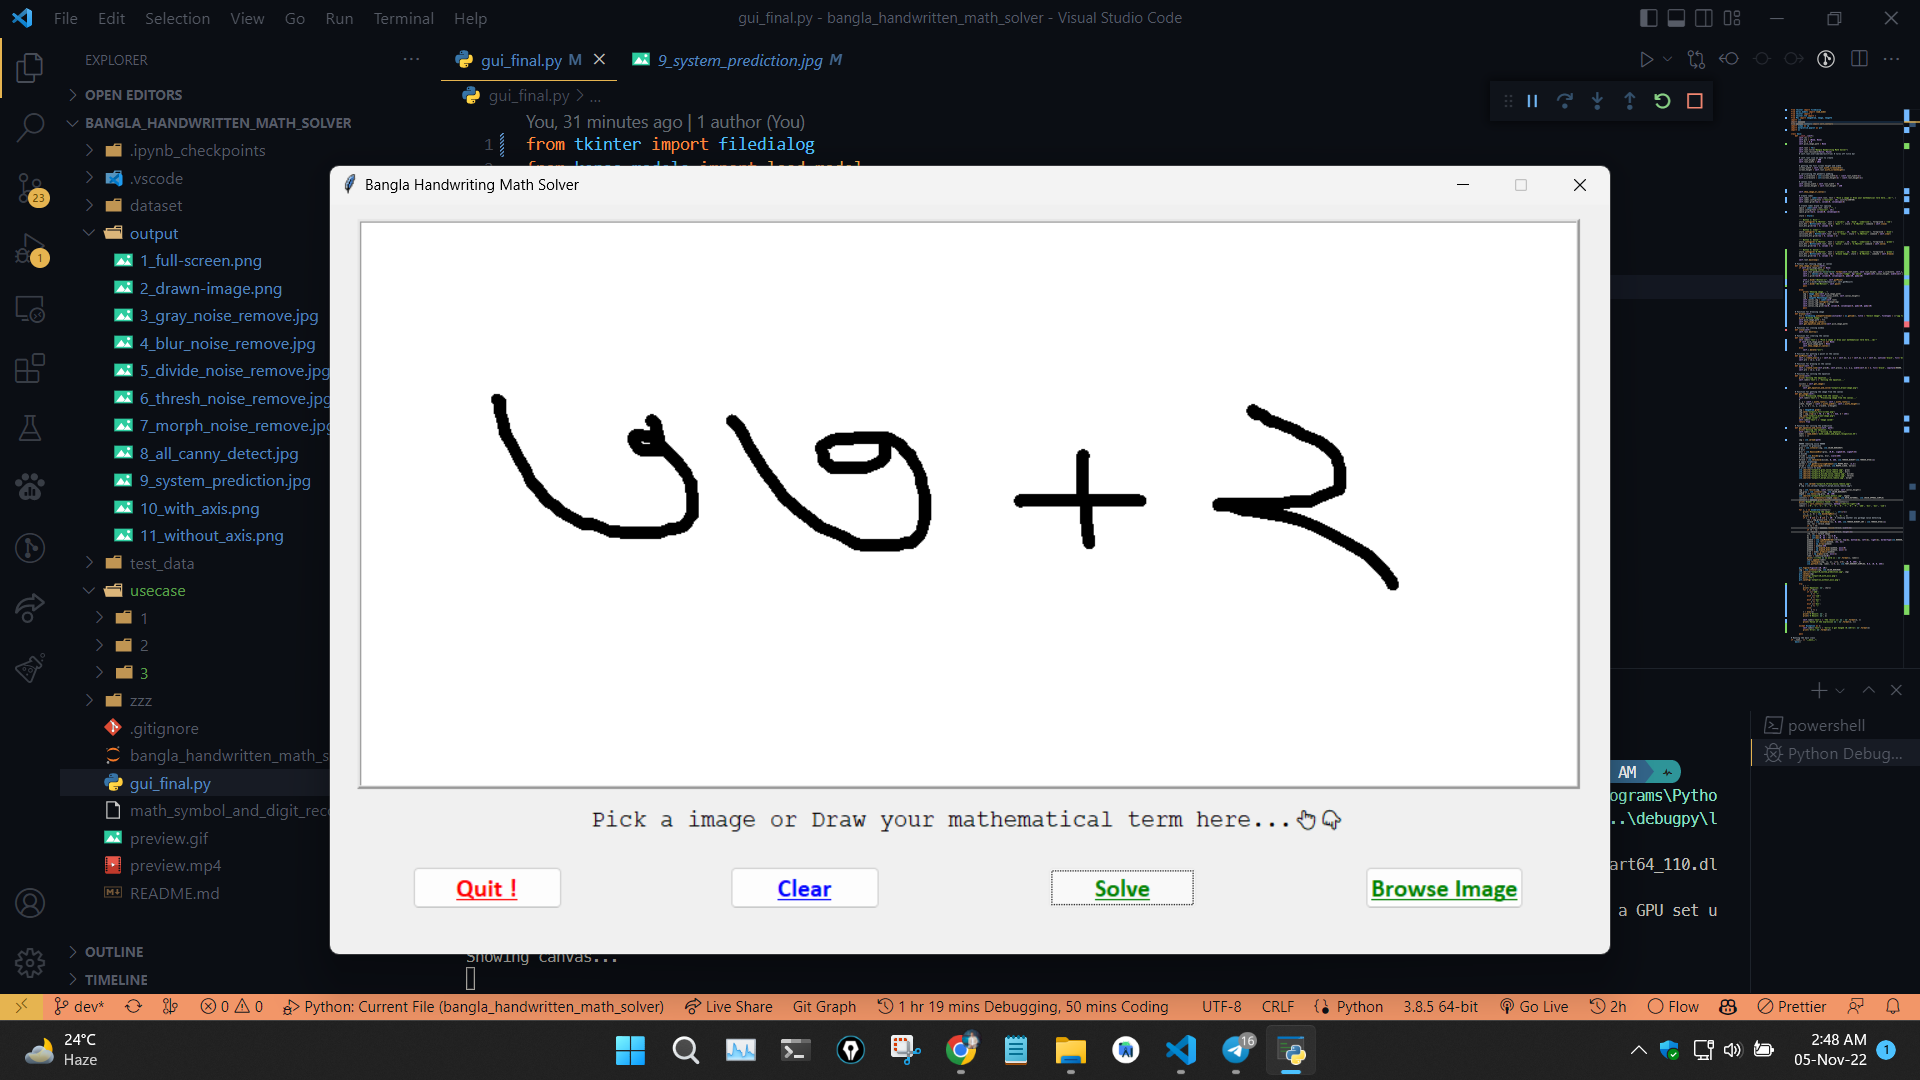 File Edit Selection View Go Run Terminal Help
gui_final.py - bangla_handwritten_math_solver - Visual Studio Code
EXPLORER
gui_final.py M
9_system_prediction.jpg M
OPEN EDITORS
gui_final.py > ...
BANGLA_HANDWRITTEN_MATH_SOLVER
You, 31 minutes ago | 1 author (You)
1 from tkinter import filedialog
.ipynb_checkpoints
.vscode
dataset
output
1_full-screen.png
2_drawn-image.png
3_gray_noise_remove.jpg
4_blur_noise_remove.jpg
5_divide_noise_remove.jpg
6_thresh_noise_remove.jpg
7_morph_noise_remove.jpg
8_all_canny_detect.jpg
9_system_prediction.jpg
10_with_axis.png
11_without_axis.png
test_data
usecase
1
2
3
zzz
.gitignore
bangla_handwritten_math_s
gui_final.py
math_symbol_and_digit_rec
preview.gif
preview.mp4
README.md
OUTLINE
TIMELINE
23
1
Bangla Handwriting Math Solver
৩৩+২
Pick a image or Draw your mathematical term here...
Quit ! Clear Solve Browse Image
powershell
Python Debug...
AM
ograms\Pytho
..\debugpy\l
art64_110.dl
a GPU set u
Showing canvas...
dev* 0 0 Python: Current File (bangla_handwritten_math_solver) Live Share Git Graph 1 hr 19 mins Debugging, 50 mins Coding UTF-8 CRLF Python 3.8.5 64-bit Go Live 2h Flow Prettier
24°C
Haze
16
2:48 AM
05-Nov-22
1